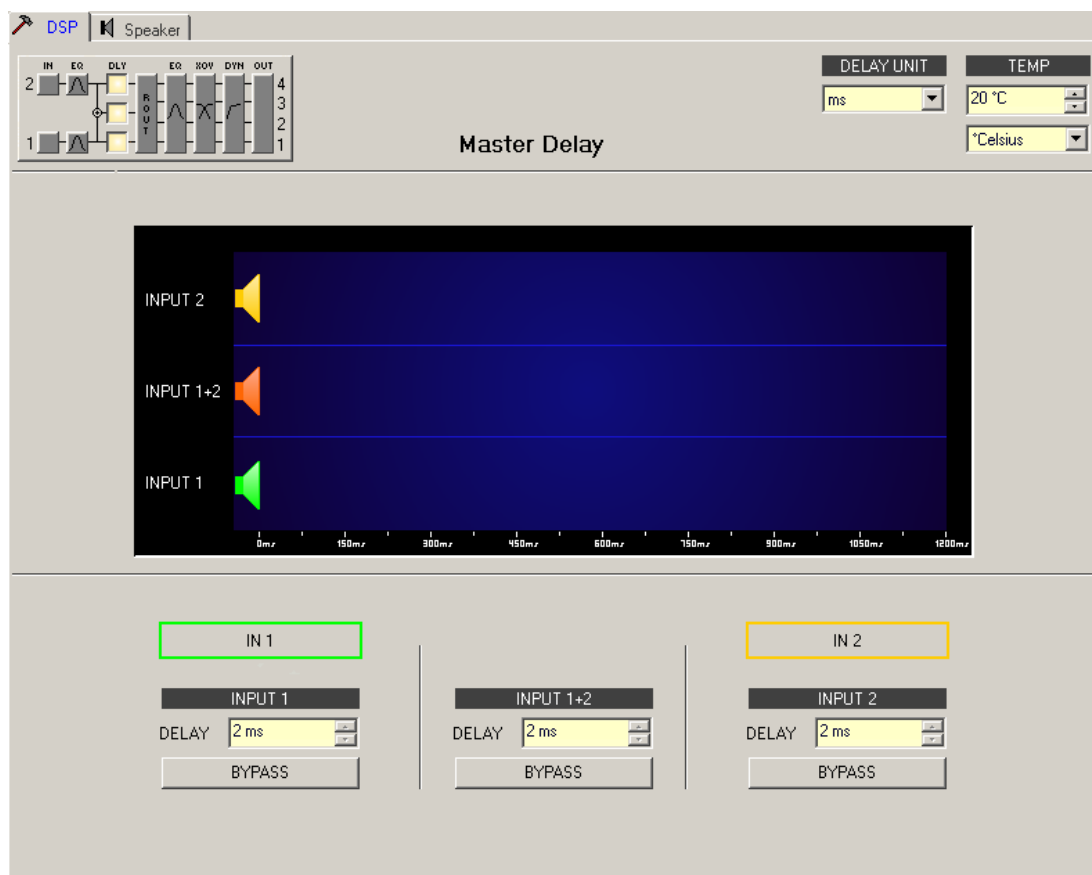 DSP
Speaker
IN EQ DLY EQ XOV DYN OUT
2
1
ROUT
4
3
2
1
Master Delay
DELAY UNIT
ms
TEMP
20 °C
°Celsius
INPUT 2
INPUT 1+2
INPUT 1
0ms 150ms 300ms 450ms 600ms 750ms 900ms 1050ms 1200ms
IN 1
IN 2
INPUT 1
DELAY 2 ms
BYPASS
INPUT 1+2
DELAY 2 ms
BYPASS
INPUT 2
DELAY 2 ms
BYPASS